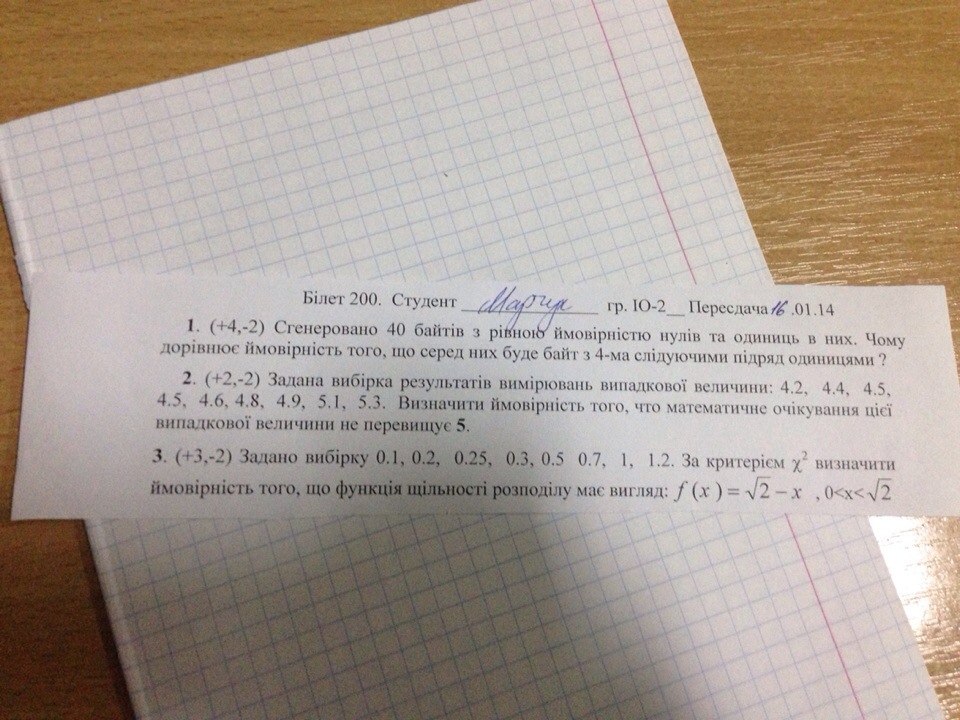 Білет 200. Студент Марчук гр. ІО-2__ Пересдача 16.01.14
1. (+4,-2) Сгенеровано 40 байтів з рівною ймовірністю нулів та одиниць в них. Чому
дорівнює ймовірність того, що серед них буде байт з 4-ма слідуючими підряд одиницями ?
2. (+2,-2) Задана вибірка результатів вимірювань випадкової величини: 4.2, 4.4, 4.5,
4.5, 4.6, 4.8, 4.9, 5.1, 5.3. Визначити ймовірність того, что математичне очікування цієї
випадкової величини не перевищує 5.
3. (+3,-2) Задано вибірку 0.1, 0.2, 0.25, 0.3, 0.5 0.7, 1, 1.2. За критерієм χ² визначити
ймовірність того, що функція щільності розподілу має вигляд: f (x ) = √2 − x , 0<x<√2